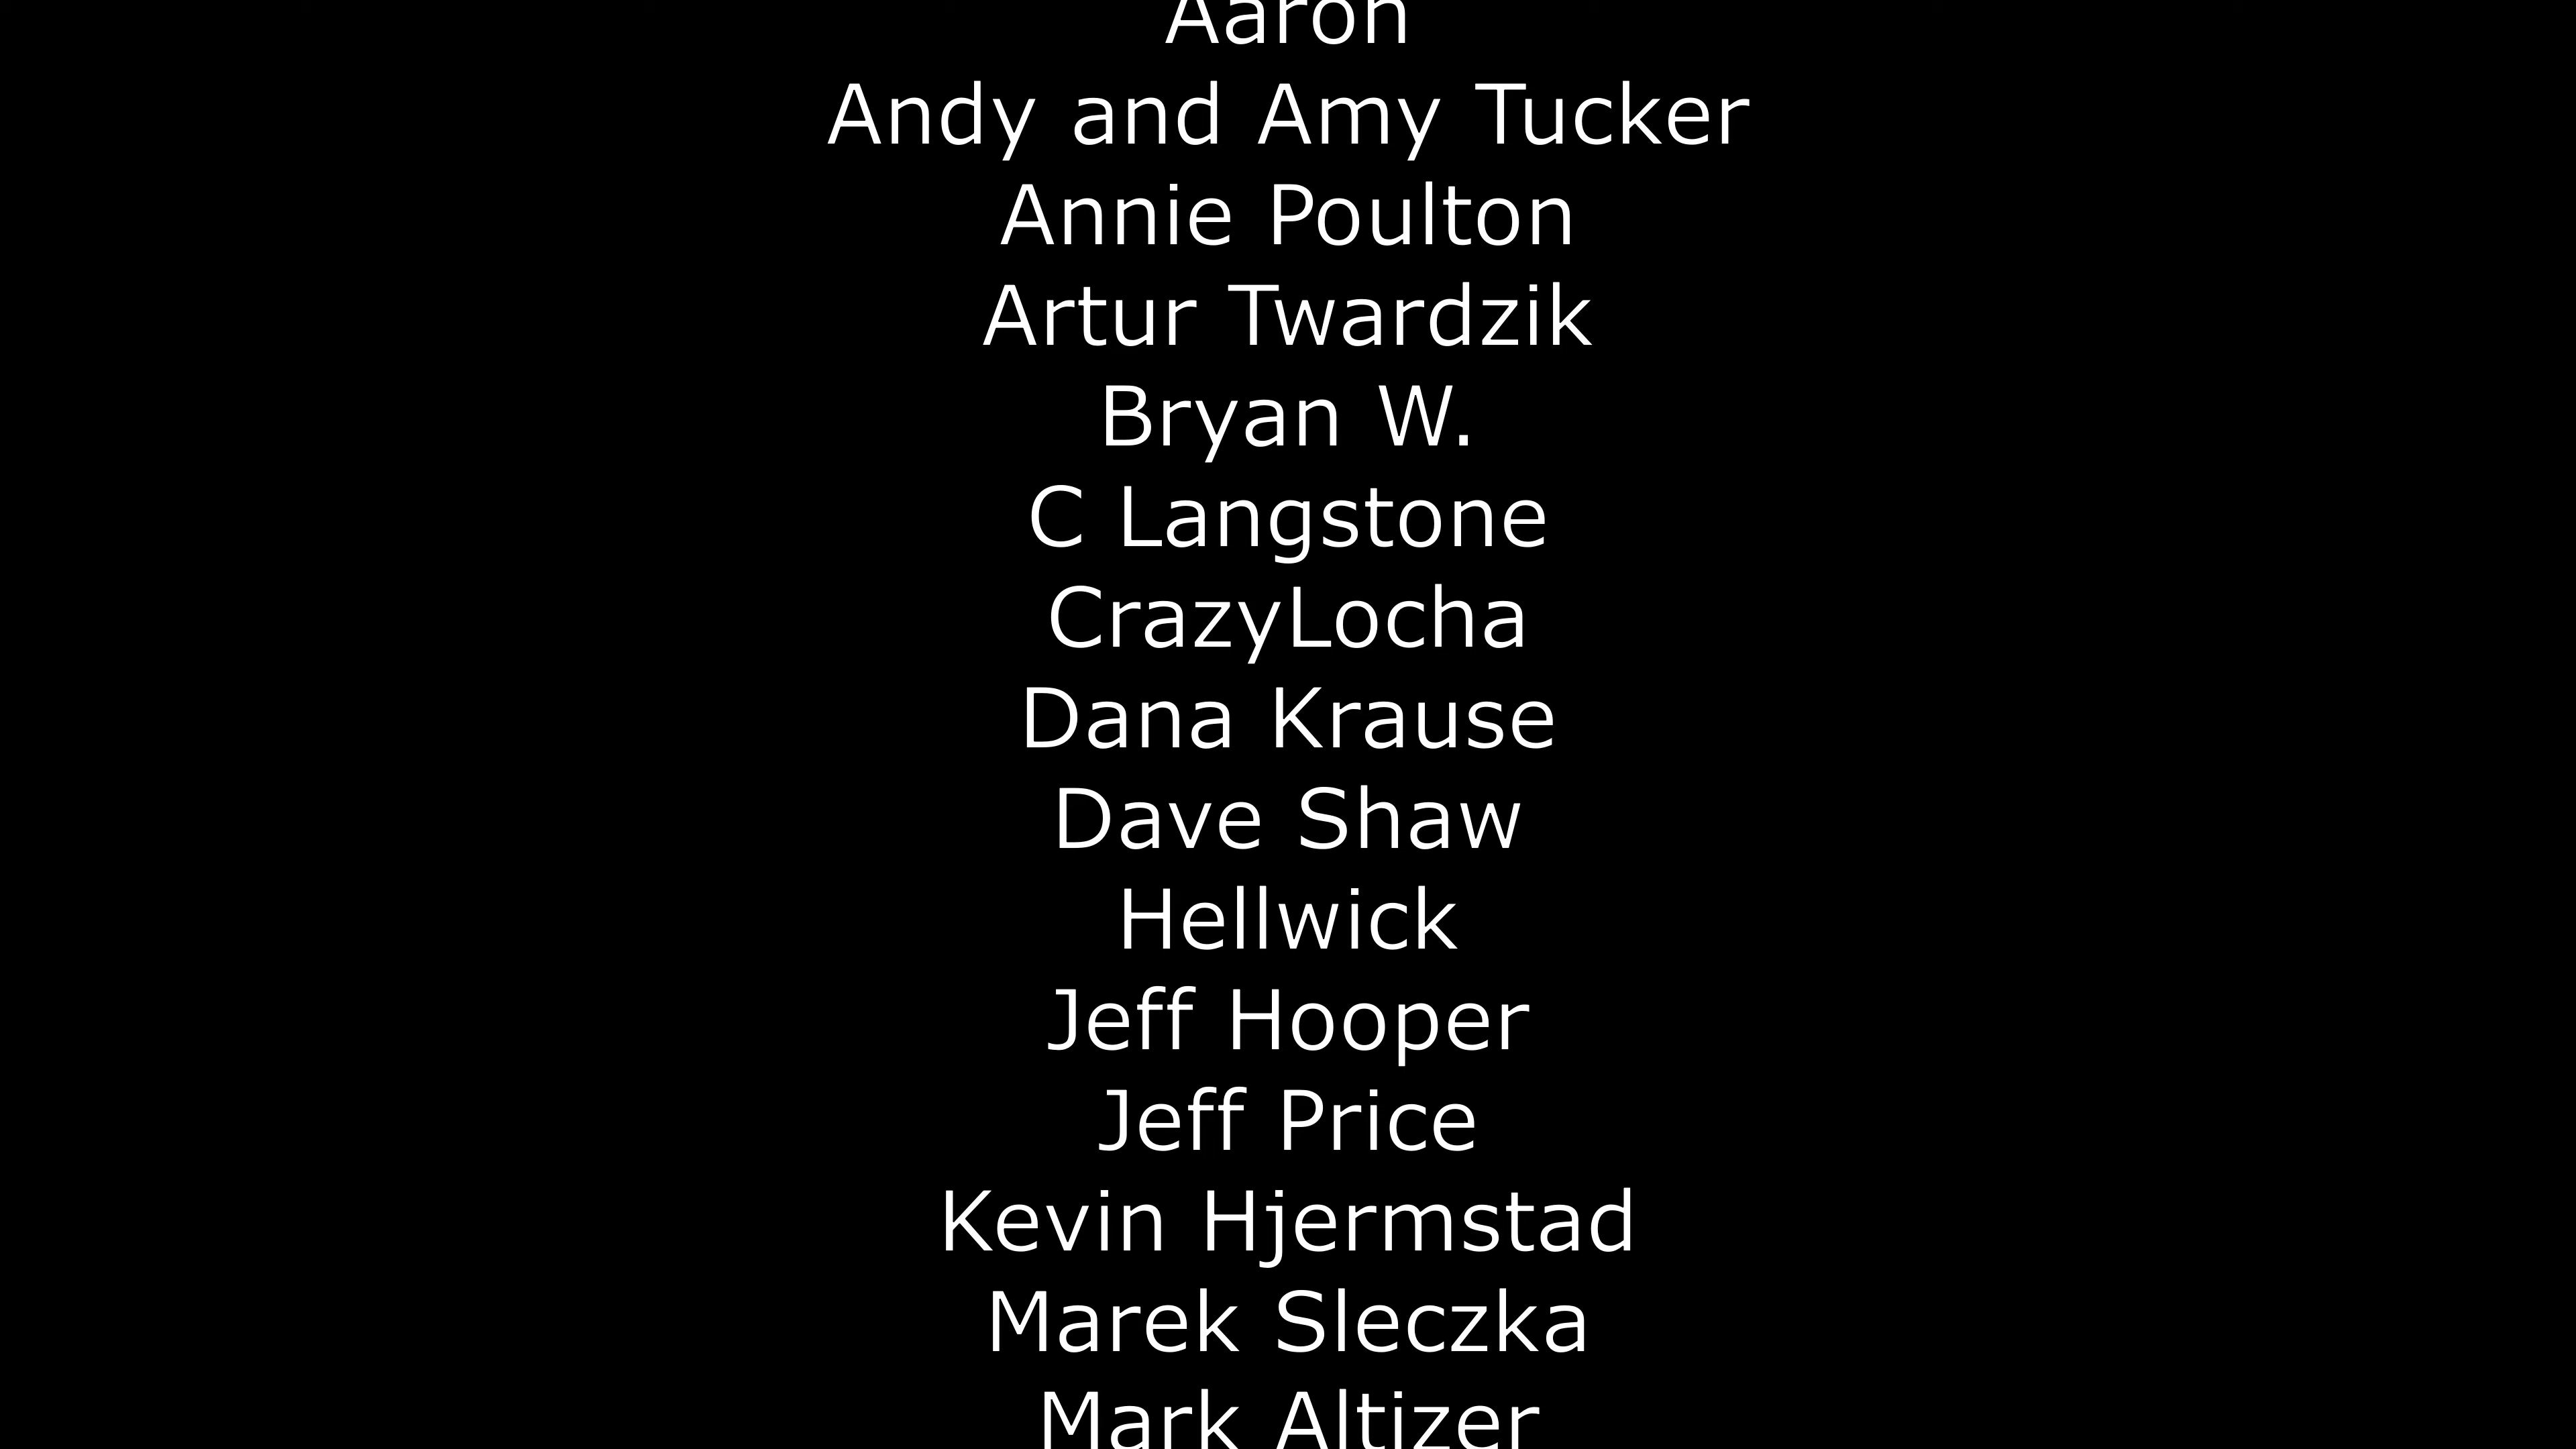 Aaron
Andy and Amy Tucker
Annie Poulton
Artur Twardzik
Bryan W.
C Langstone
CrazyLocha
Dana Krause
Dave Shaw
Hellwick
Jeff Hooper
Jeff Price
Kevin Hjermstad
Marek Sleczka
Mark Altizer